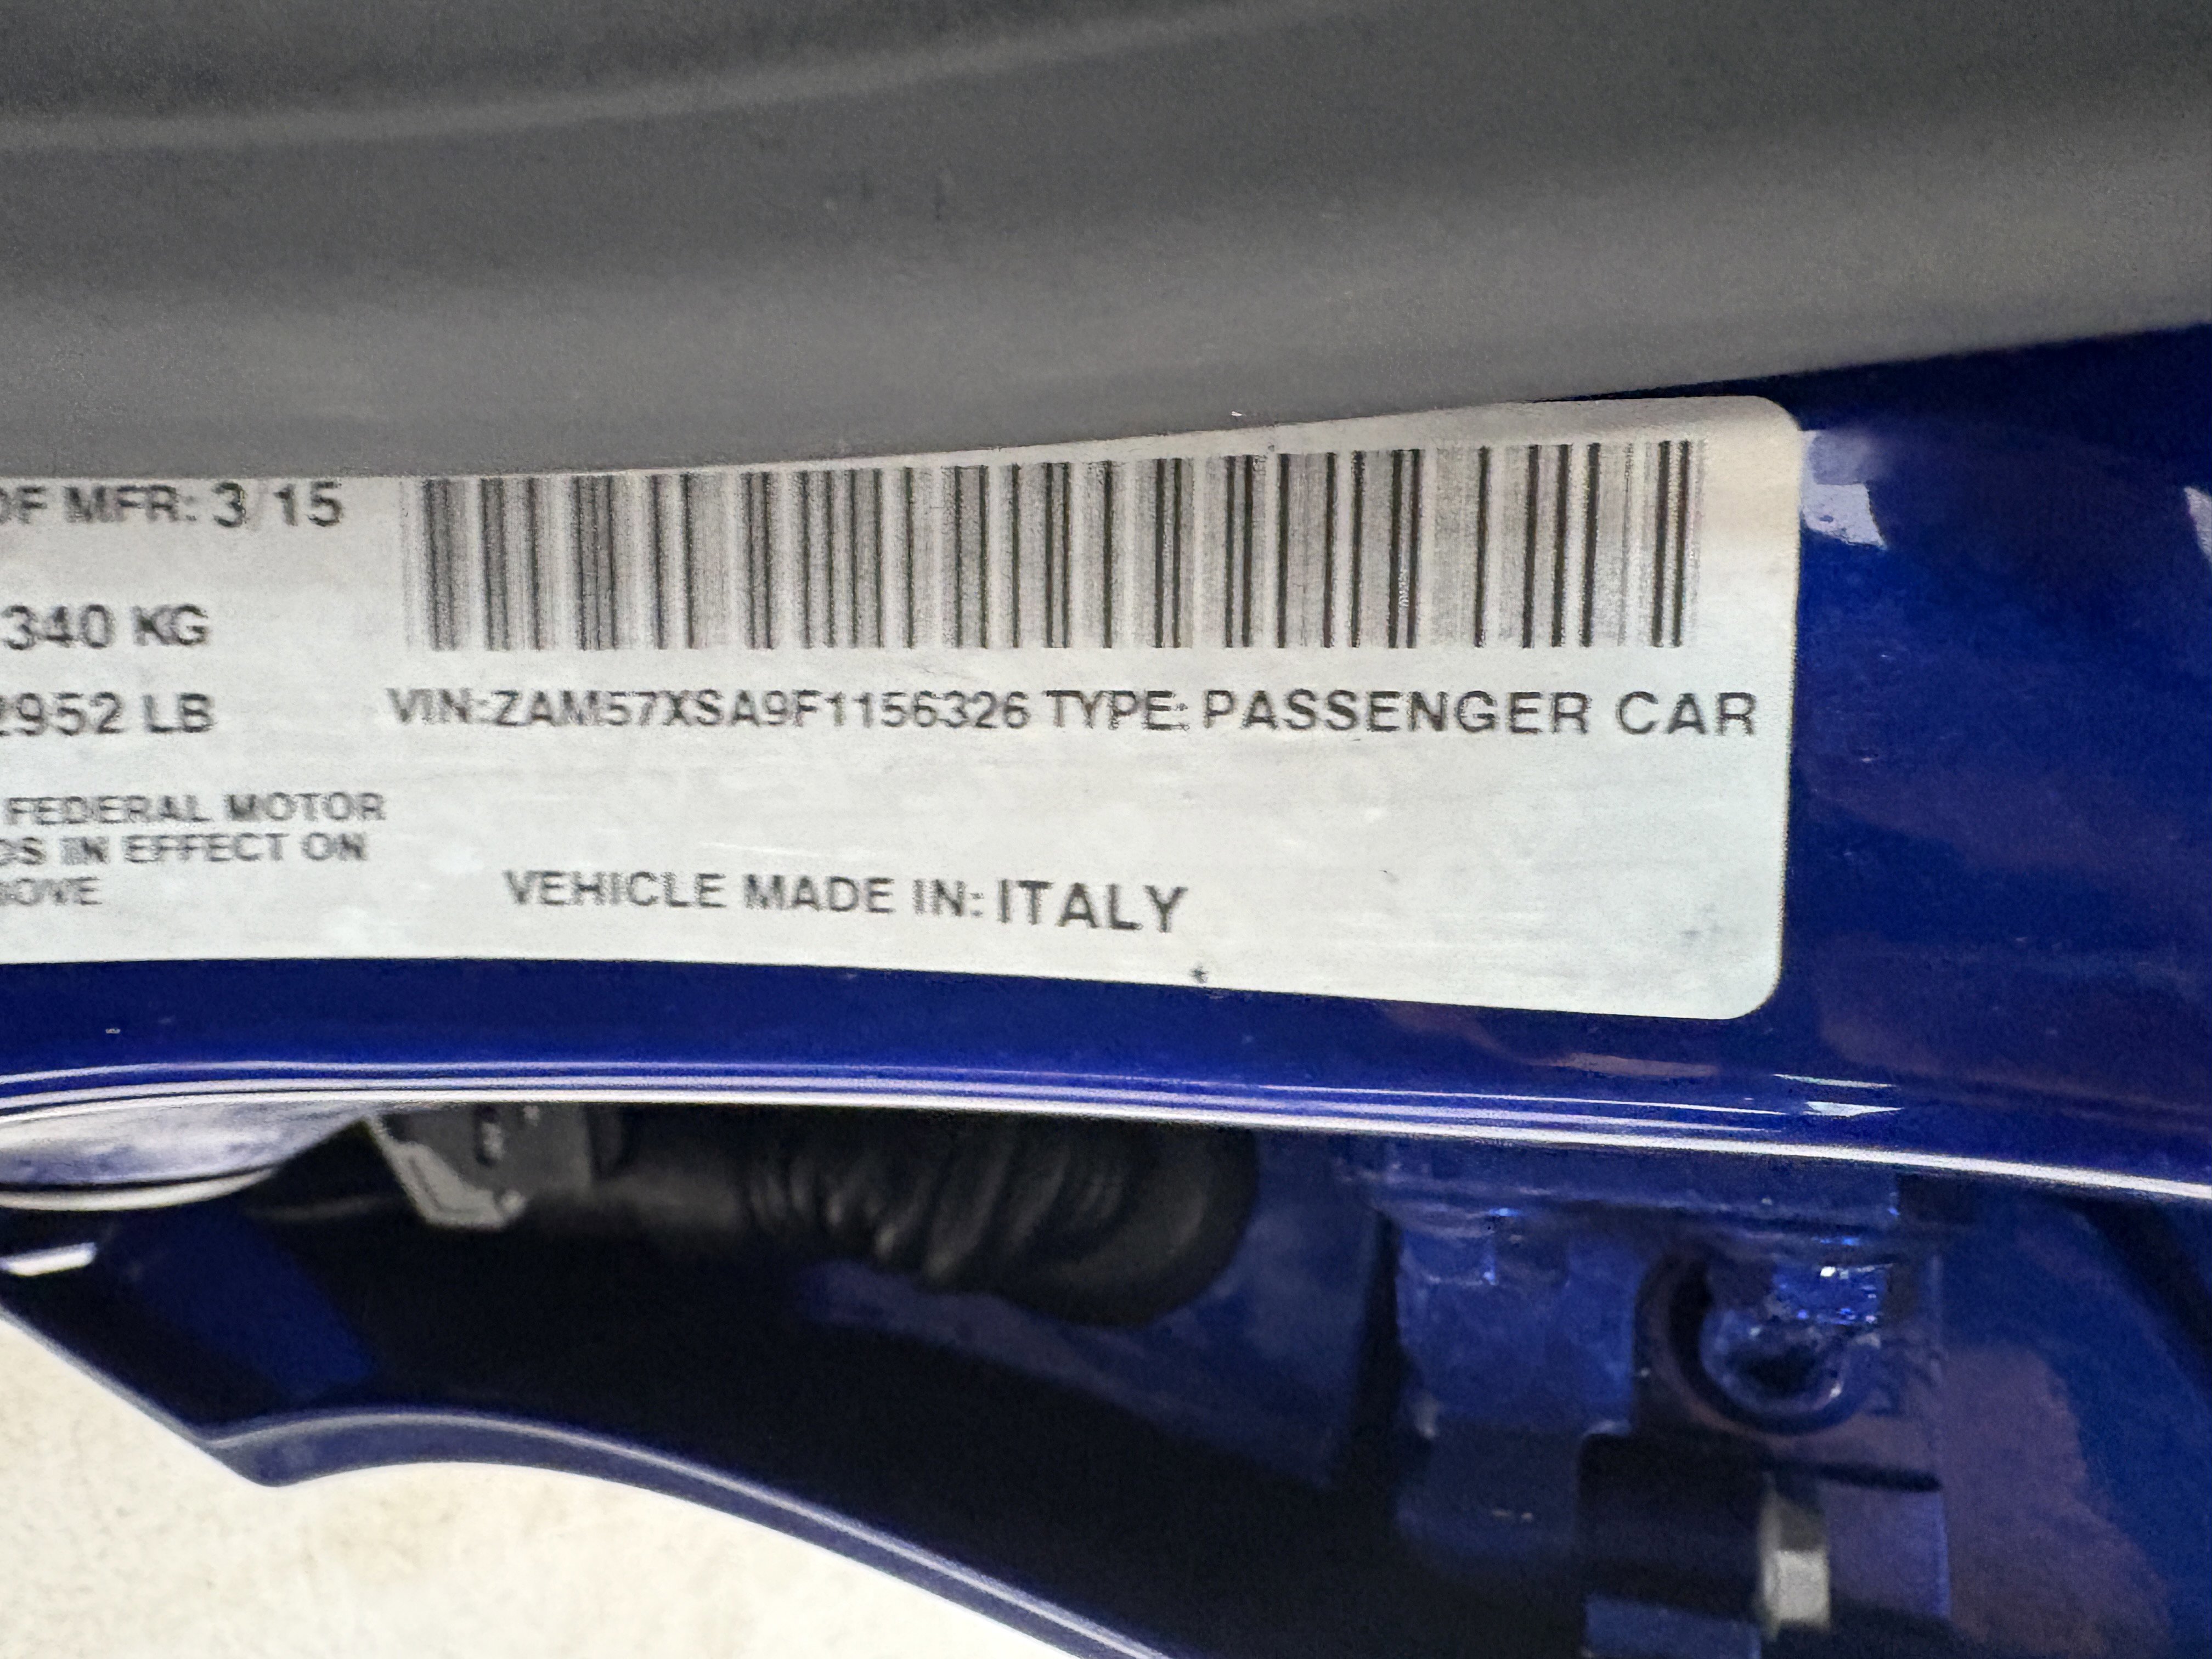 OF MFR: 3/15
340 KG
2952 LB
VIN:ZAM57XSA9F1156326 TYPE: PASSENGER CAR
FEDERAL MOTOR
DS IN EFFECT ON
BOVE
VEHICLE MADE IN: ITALY